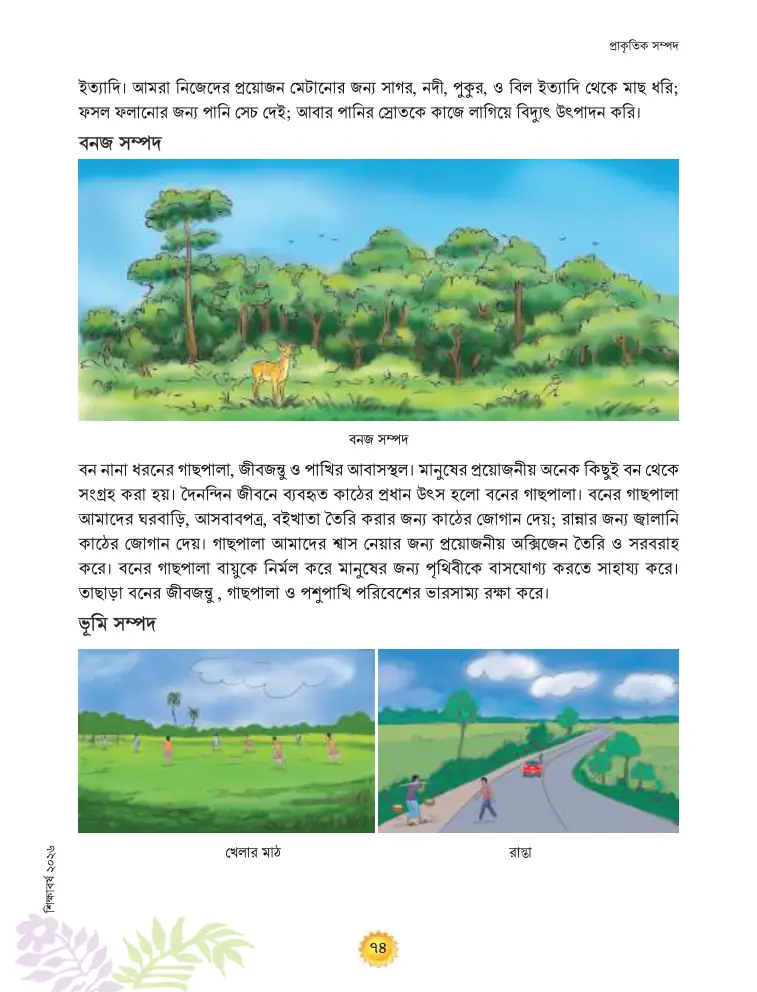 প্রাকৃতিক সম্পদ
ইত্যাদি। আমরা নিজেদের প্রয়োজন মেটানোর জন্য সাগর, নদী, পুকুর, ও বিল ইত্যাদি থেকে মাছ ধরি;
ফসল ফলানোর জন্য পানি সেচ দেই; আবার পানির স্রোতকে কাজে লাগিয়ে বিদ্যুৎ উৎপাদন করি।
বনজ সম্পদ
বনজ সম্পদ
বন নানা ধরনের গাছপালা, জীবজন্তু ও পাখির আবাসস্থল। মানুষের প্রয়োজনীয় অনেক কিছুই বন থেকে
সংগ্রহ করা হয়। দৈনন্দিন জীবনে ব্যবহৃত কাঠের প্রধান উৎস হলো বনের গাছপালা। বনের গাছপালা
আমাদের ঘরবাড়ি, আসবাবপত্র, বইখাতা তৈরি করার জন্য কাঠের জোগান দেয়; রান্নার জন্য জ্বালানি
কাঠের জোগান দেয়। গাছপালা আমাদের শ্বাস নেয়ার জন্য প্রয়োজনীয় অক্সিজেন তৈরি ও সরবরাহ
করে। বনের গাছপালা বায়ুকে নির্মল করে মানুষের জন্য পৃথিবীকে বাসযোগ্য করতে সাহায্য করে।
তাছাড়া বনের জীবজন্তু , গাছপালা ও পশুপাখি পরিবেশের ভারসাম্য রক্ষা করে।
ভূমি সম্পদ
খেলার মাঠ
রাস্তা
শিক্ষাবর্ষ ২০২৬
৭৪